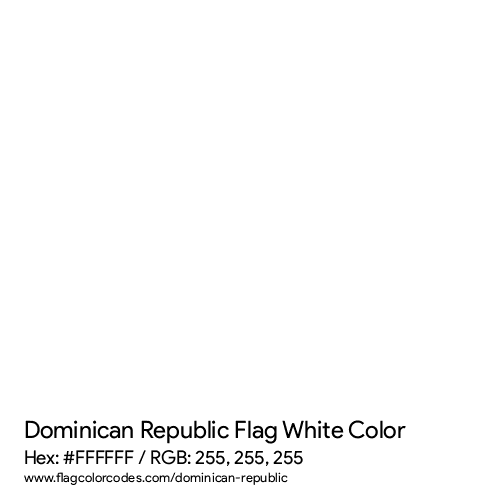 Dominican Republic Flag White Color
Hex: #FFFFFF / RGB: 255, 255, 255
www.flagcolorcodes.com/dominican-republic